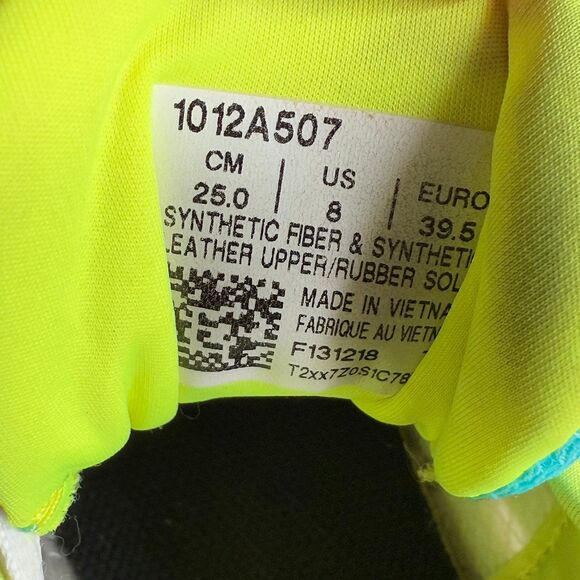 1012A507
CM | US | EURO
25.0 | 8 | 39.5
SYNTHETIC FIBER & SYNTHETIC
LEATHER UPPER/RUBBER SOL
MADE IN VIETNA
FABRIQUE AU VIETN
F131218
T2xx7Z0S1C78